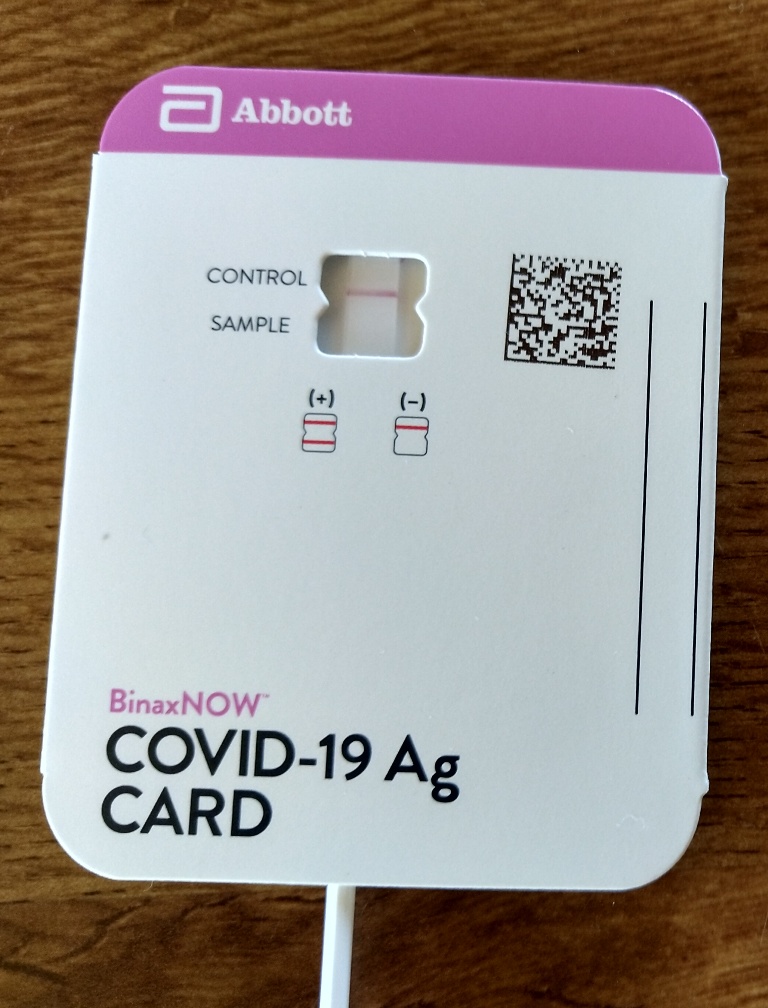 Abbott
CONTROL
SAMPLE
(+) (−)
BinaxNOW™
COVID-19 Ag
CARD